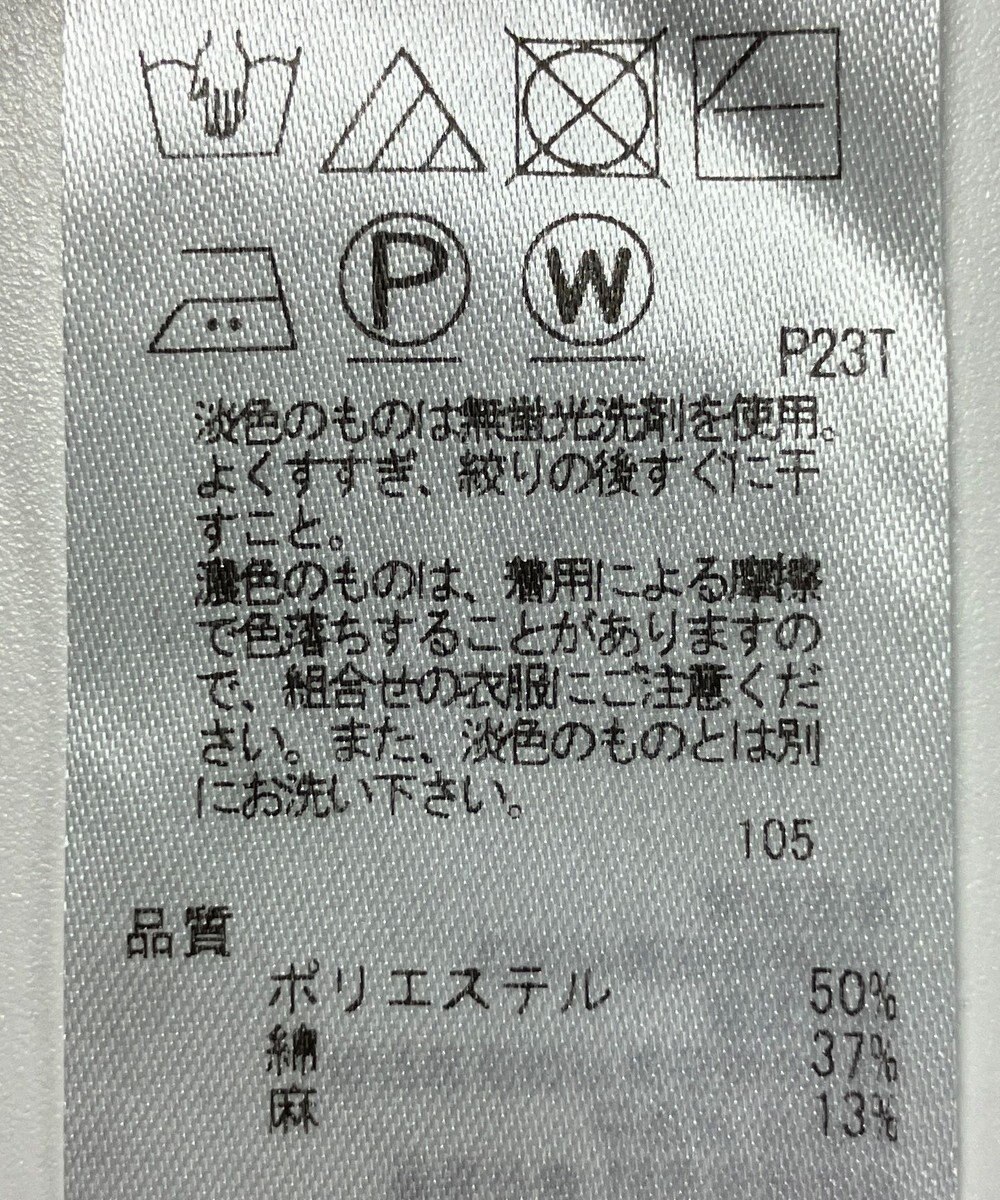 P W
P23T
淡色のものは無蛍光洗剤を使用。
よくすすぎ、絞りの後すぐに干
すこと。
濃色のものは、着用による摩擦
で色落ちすることがありますの
で、組合せの衣服にご注意くだ
さい。また、淡色のものとは別
にお洗い下さい。
105
品質
ポリエステル 50%
綿 37%
麻 13%